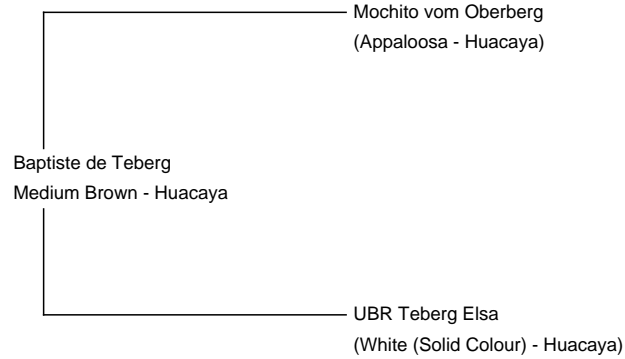 Mochito vom Oberberg
(Appaloosa - Huacaya)
Baptiste de Teberg
Medium Brown - Huacaya
UBR Teberg Elsa
(White (Solid Colour) - Huacaya)